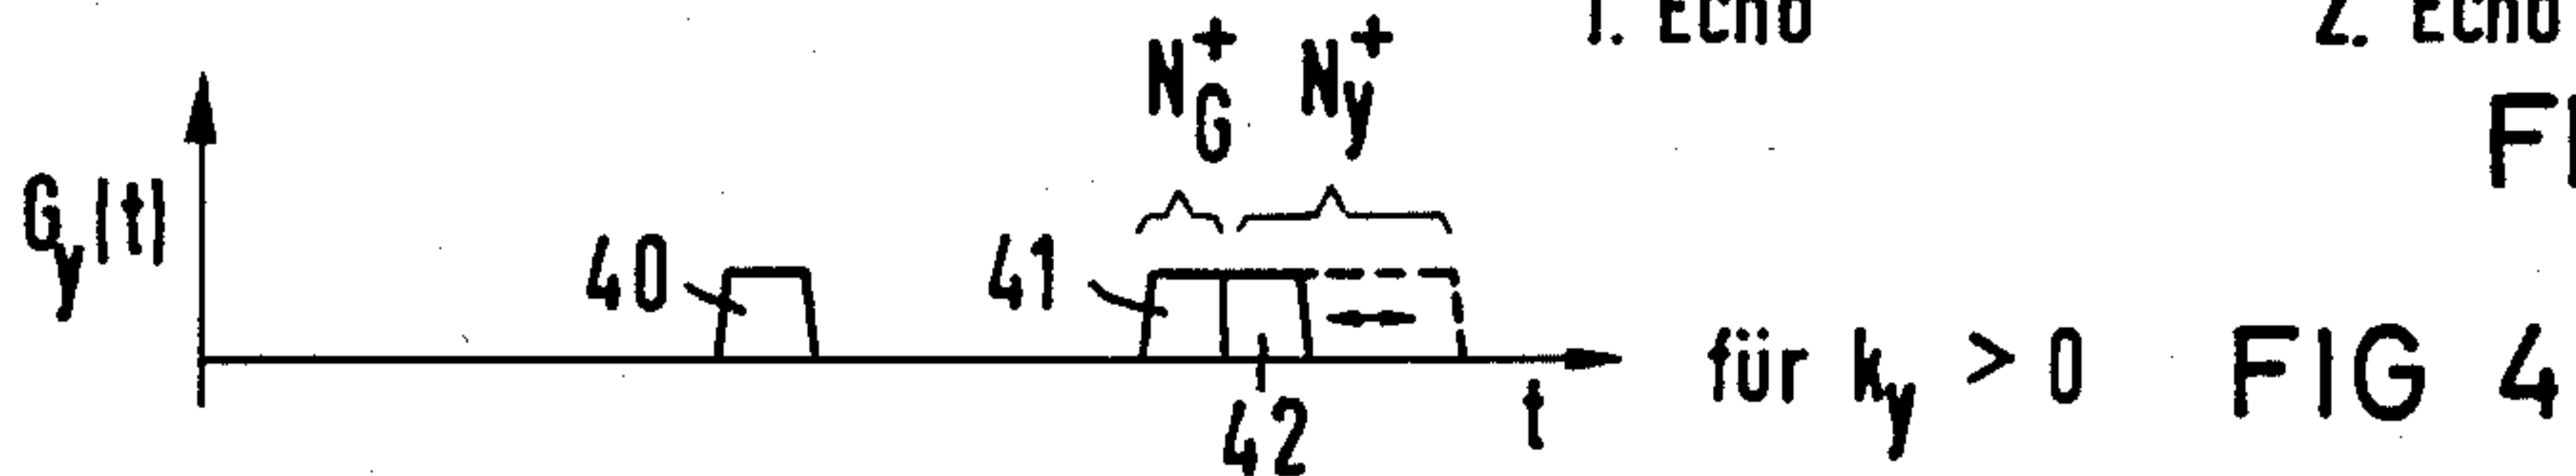 1. Echo
2. Echo
N_G^+ N_y^+
G_y(t)
40
41
42
t
für k_y > 0
FIG 4